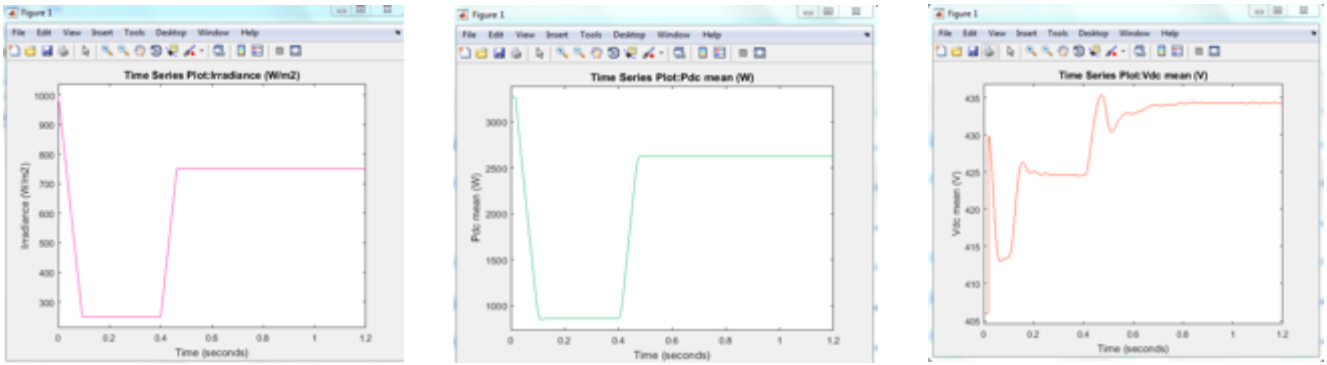 Figure 1
File Edit View Insert Tools Desktop Window Help
Time Series Plot:Irradiance (W/m2)
Irradiance (W/m2)
1000
900
800
700
600
500
400
300
0 0.2 0.4 0.6 0.8 1 1.2
Time (seconds)
Figure 1
File Edit View Insert Tools Desktop Window Help
Time Series Plot:Pdc mean (W)
Pdc mean (W)
3000
2500
2000
1500
1000
0 0.2 0.4 0.6 0.8 1 1.2
Time (seconds)
Figure 1
File Edit View Insert Tools Desktop Window Help
Time Series Plot:Vdc mean (V)
Vdc mean (V)
435
430
425
420
415
410
405
0 0.2 0.4 0.6 0.8 1 1.2
Time (seconds)